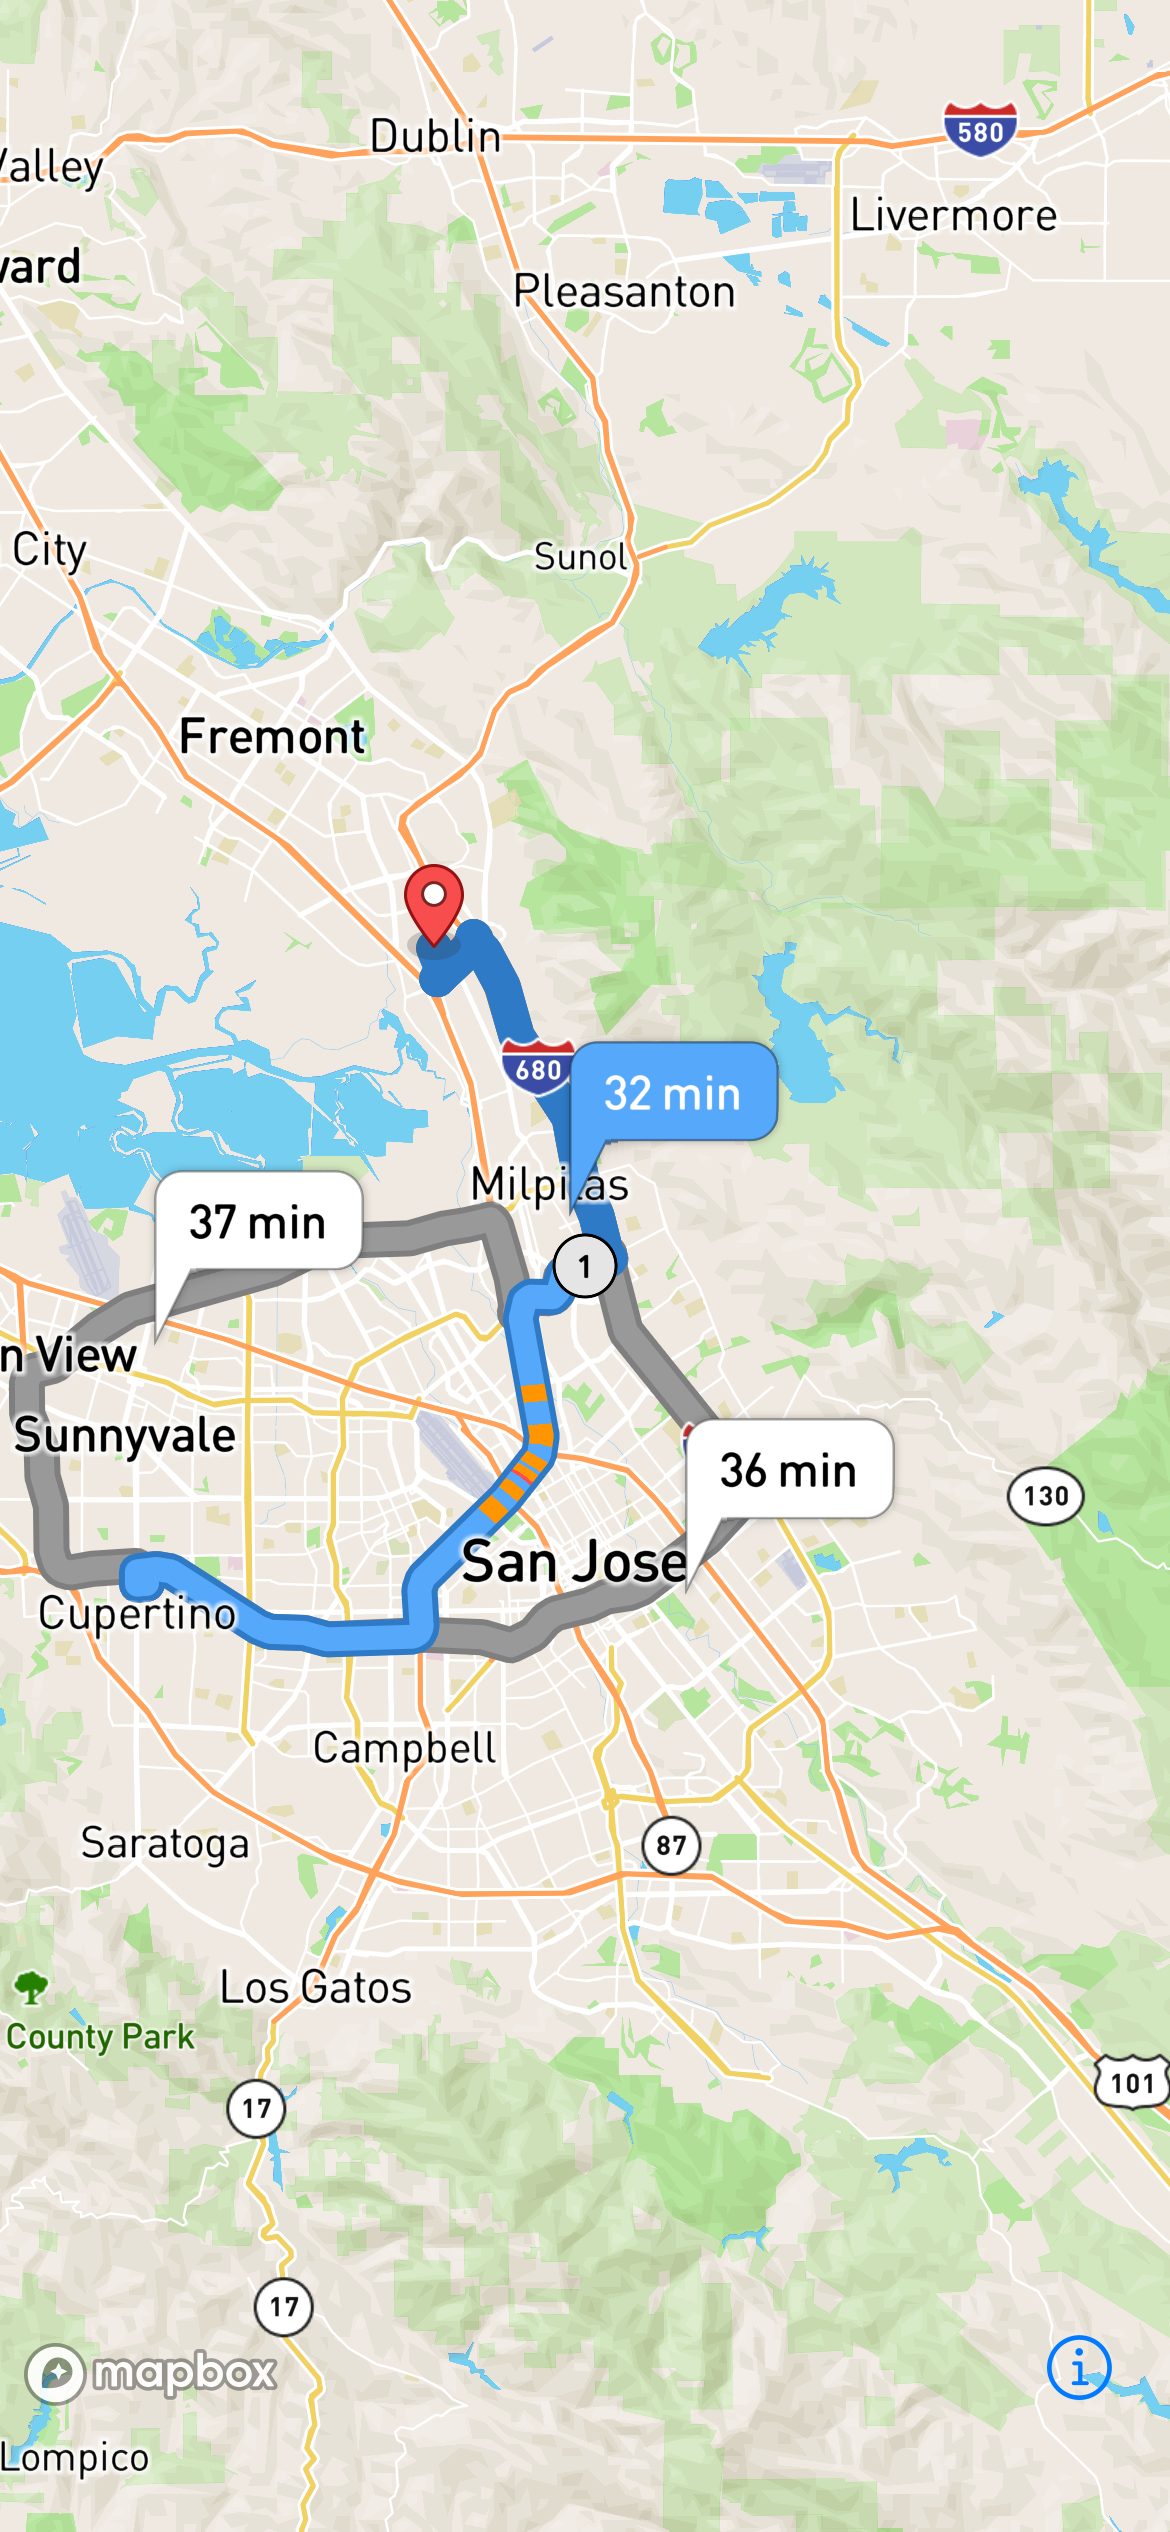 Dublin
580
Valley
Livermore
ward
Pleasanton
City
Sunol
Fremont
680
32 min
Milpitas
37 min
1
n View
Sunnyvale
36 min
130
San Jose
Cupertino
Campbell
Saratoga
87
Los Gatos
County Park
101
17
17
mapbox
i
Lompico